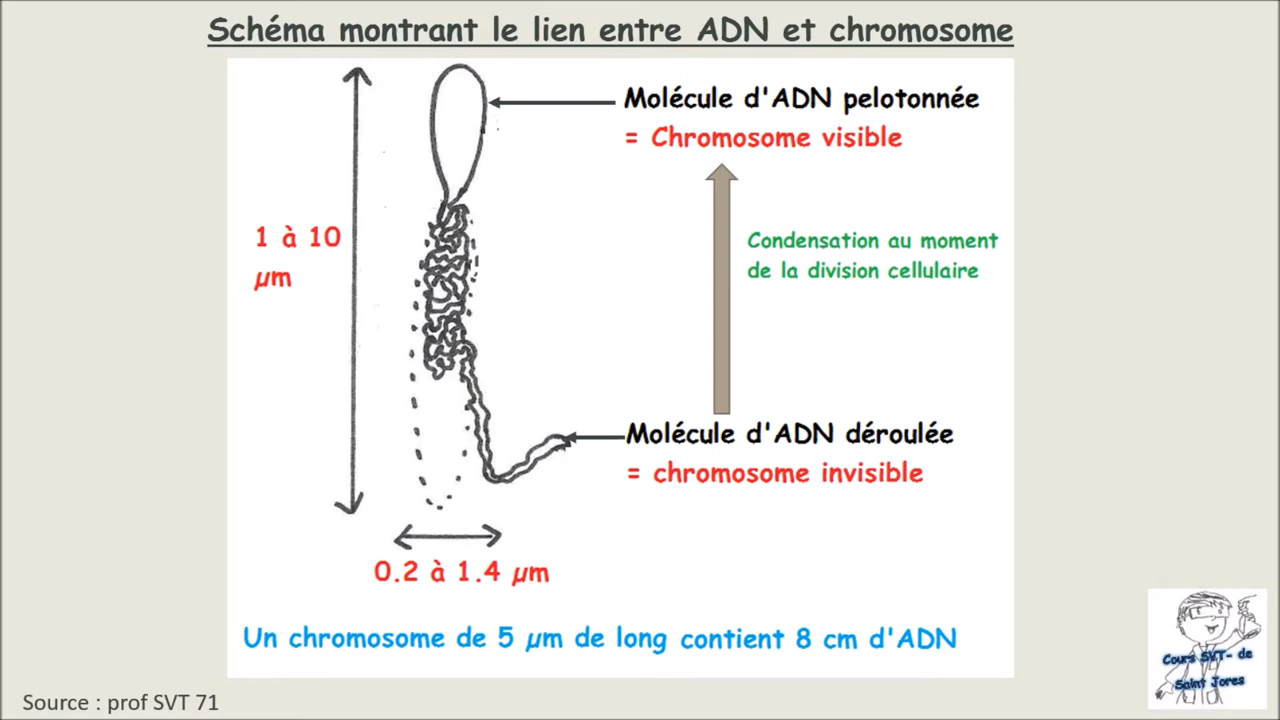 Schéma montrant le lien entre ADN et chromosome
Molécule d'ADN pelotonnée
= Chromosome visible
1 à 10
µm
Condensation au moment
de la division cellulaire
Molécule d'ADN déroulée
= chromosome invisible
0.2 à 1.4 µm
Un chromosome de 5 µm de long contient 8 cm d'ADN
Cours SVT- de
Saint Jores
Source : prof SVT 71